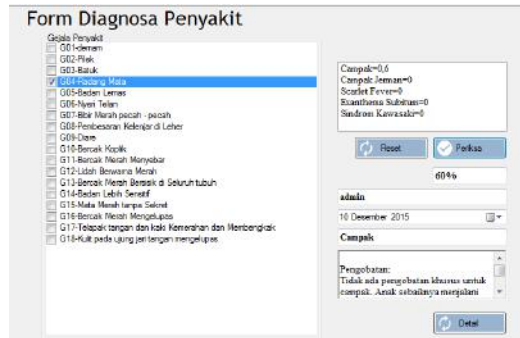 Form Diagnosa Penyakit
Gejala Penyakit
G01-demam
G02-Pilek
G03-Batuk
G04-Radang Mata
G05-Badan Lemas
G06-Nyeri Telan
G07-Bibir Merah pecah - pecah
G08-Pembesaran Kelenjar di Leher
G09-Diare
G10-Bercak Koplik
G11-Bercak Merah Menyebar
G12-Lidah Berwarna Merah
G13-Bercak Merah Bersisik di Seluruh tubuh
G14-Badan Lebih Sensitif
G15-Mata Merah tanpa Sekret
G16-Bercak Merah Mengelupas
G17-Telapak tangan dan kaki Kemerahan dan Membengkak
G18-Kulit pada ujung jari tangan mengelupas
Campak=0,6
Campak Jerman=0
Scarlet Fever=0
Exanthema Subitum=0
Sindrom Kawasaki=0
Reset
Periksa
60%
admin
10 Desember 2015
Campak
Pengobatan:
Tidak ada pengobatan khusus untuk
campak. Anak sebaiknya menjalani
Detail